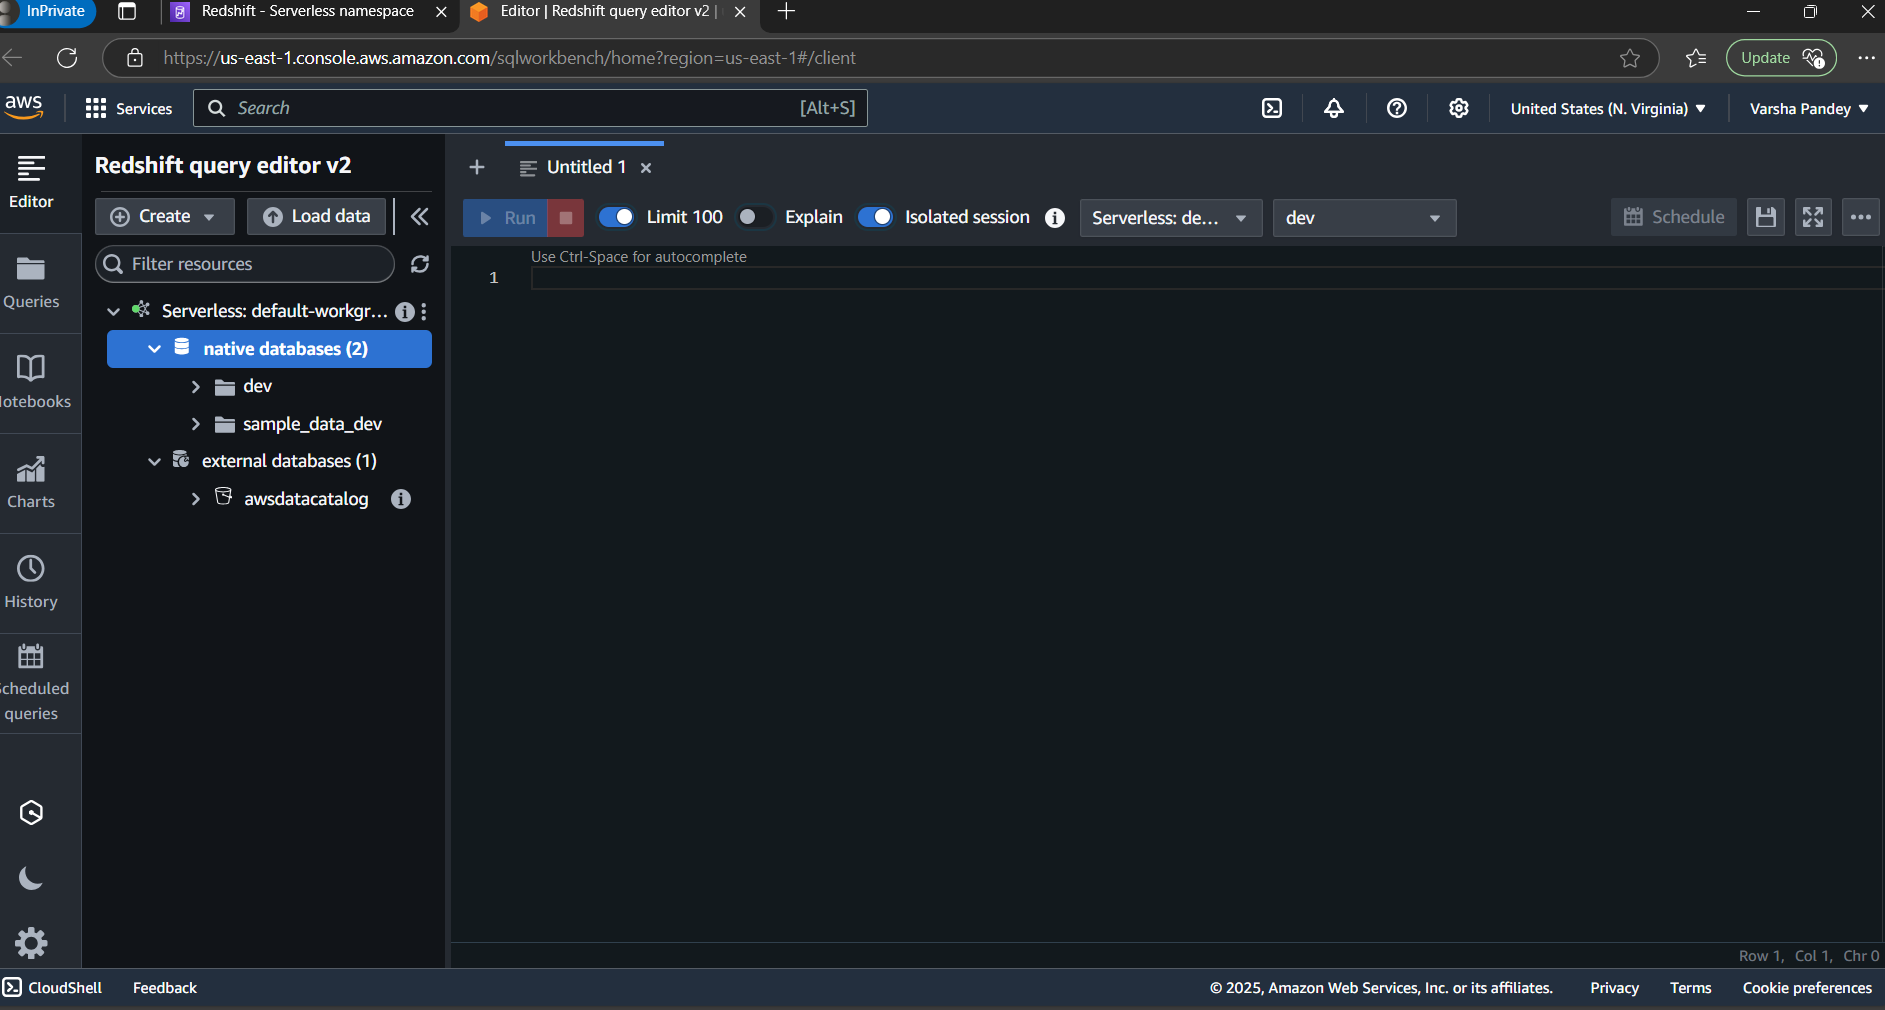 InPrivate
Redshift - Serverless namespace
Editor | Redshift query editor v2 |
https://us-east-1.console.aws.amazon.com/sqlworkbench/home?region=us-east-1#/client
Update
aws
Services
Search
[Alt+S]
United States (N. Virginia)
Varsha Pandey
Editor
Queries
otebooks
Charts
History
cheduled
queries
Redshift query editor v2
Create
Load data
Filter resources
Serverless: default-workgr...
native databases (2)
dev
sample_data_dev
external databases (1)
awsdatacatalog
Untitled 1
Run
Limit 100
Explain
Isolated session
Serverless: de...
dev
Schedule
Use Ctrl-Space for autocomplete
1
Row 1, Col 1, Chr 0
CloudShell
Feedback
© 2025, Amazon Web Services, Inc. or its affiliates.
Privacy
Terms
Cookie preferences